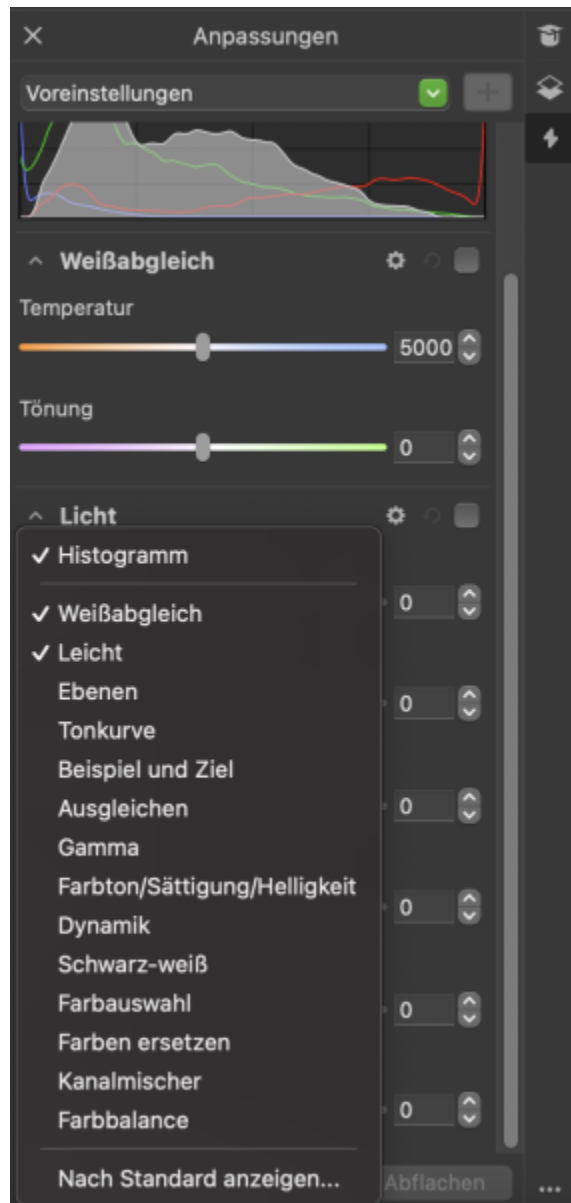 Anpassungen
Voreinstellungen
Weißabgleich
Temperatur
5000
Tönung
0
Licht
Histogramm
Weißabgleich
0
Leicht
Ebenen
0
Tonkurve
Beispiel und Ziel
Ausgleichen
0
Gamma
Farbton/Sättigung/Helligkeit
0
Dynamik
Schwarz-weiß
Farbauswahl
0
Farben ersetzen
Kanalmischer
Farbbalance
0
Nach Standard anzeigen...
Abflachen